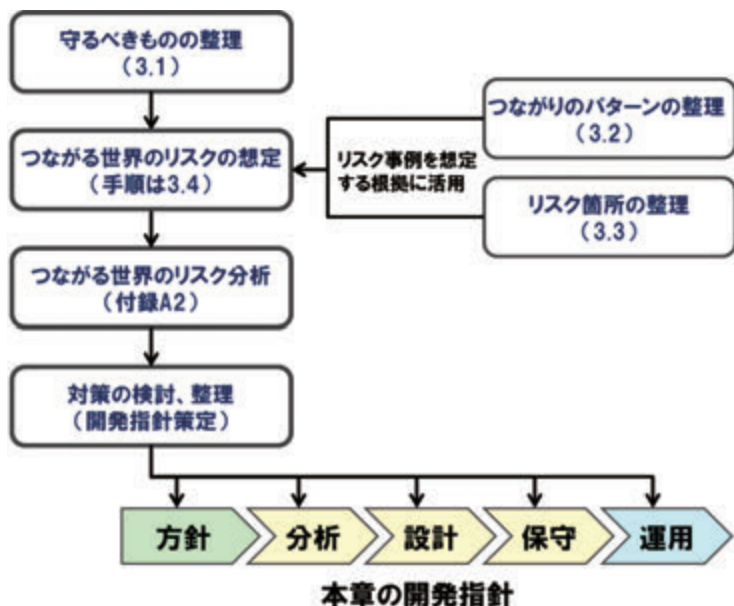 守るべきものの整理
(3.1)
つながる世界のリスクの想定
(手順は3.4)
つながりのパターンの整理
(3.2)
リスク事例を想定
する根拠に活用
リスク箇所の整理
(3.3)
つながる世界のリスク分析
(付録A2)
対策の検討、整理
(開発指針策定)
方針
分析
設計
保守
運用
本章の開発指針